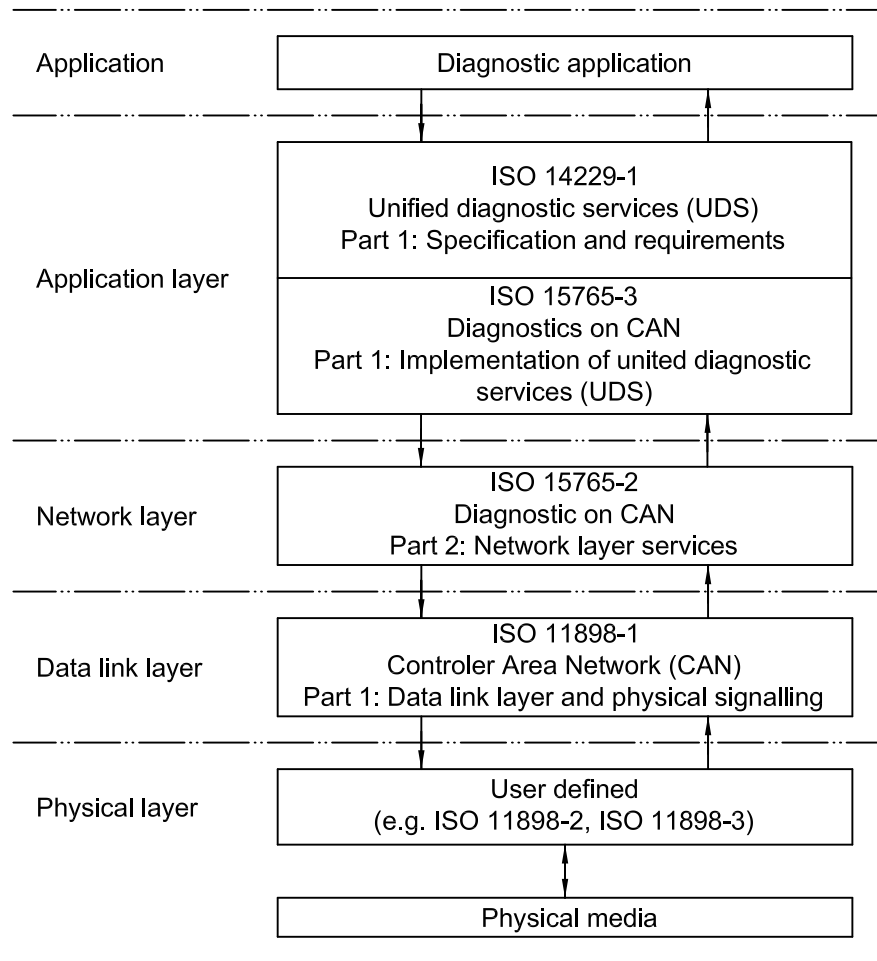 Application
Diagnostic application
Application layer
ISO 14229-1
Unified diagnostic services (UDS)
Part 1: Specification and requirements
ISO 15765-3
Diagnostics on CAN
Part 1: Implementation of united diagnostic
services (UDS)
Network layer
ISO 15765-2
Diagnostic on CAN
Part 2: Network layer services
Data link layer
ISO 11898-1
Controler Area Network (CAN)
Part 1: Data link layer and physical signalling
Physical layer
User defined
(e.g. ISO 11898-2, ISO 11898-3)
Physical media